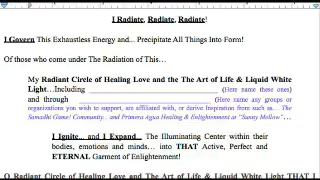 I Radiate, Radiate, Radiate!
I Govern This Exhaustless Energy and... Precipitate All Things Into Form!
Of those who come under The Radiation of This…
My Radiant Circle of Healing Love and the The Art of Life & Liquid White
Light…Including ______________________________ (Here name those ones)
and through ______________________________ (Here name any groups or
organizations you wish to support, are affiliated with, or derive Inspiration from such as… The
Samadhi Game! Community.. and Primera Agua Healing & Enlightenment at "Sunny Mellow"…
I Ignite... and I Expand... The Illuminating Center within their
bodies, emotions and minds… into THAT Active, Perfect and
ETERNAL Garment of Enlightenment!
O Radiant Circle of Healing Love and The Art of Life & Liquid White Light THAT I